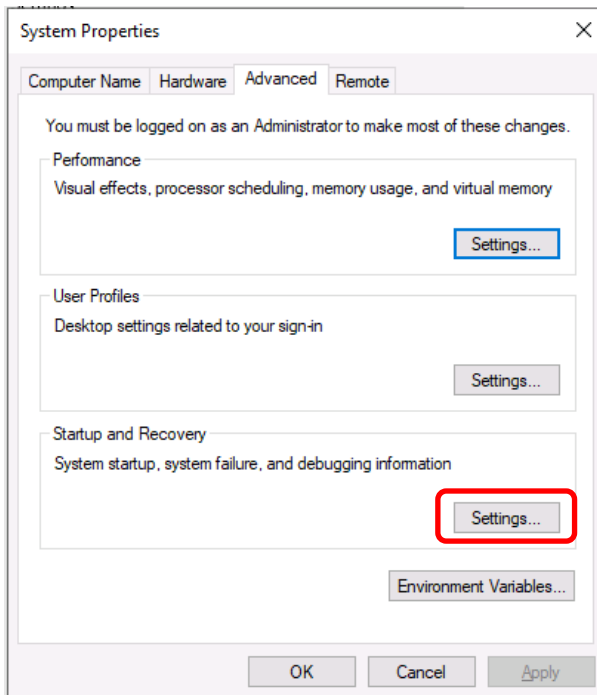 System Properties
Computer Name Hardware Advanced Remote
You must be logged on as an Administrator to make most of these changes.
Performance
Visual effects, processor scheduling, memory usage, and virtual memory
Settings...
User Profiles
Desktop settings related to your sign-in
Settings...
Startup and Recovery
System startup, system failure, and debugging information
Settings...
Environment Variables...
OK Cancel Apply